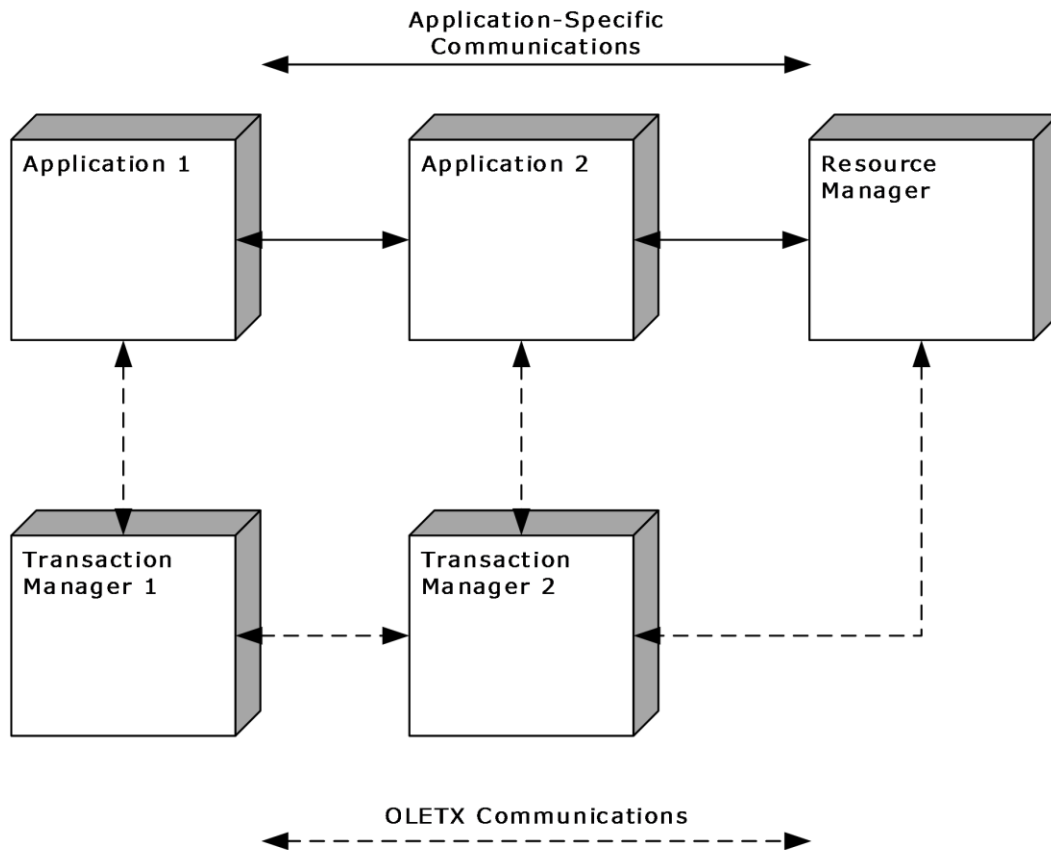 Application-Specific
Communications
Application 1
Application 2
Resource
Manager
Transaction
Manager 1
Transaction
Manager 2
OLETX Communications